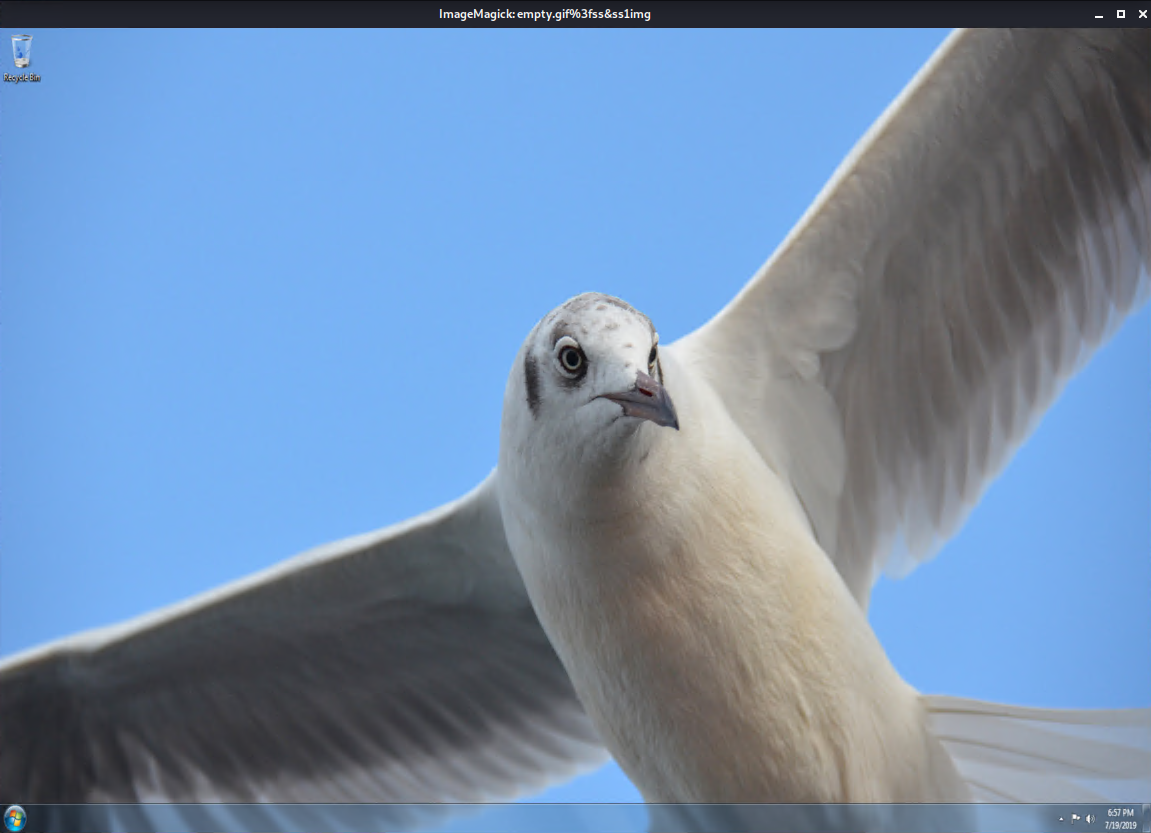 ImageMagick: empty.gif%3fss&ss1img
Recycle Bin
6:57 PM
7/19/2019